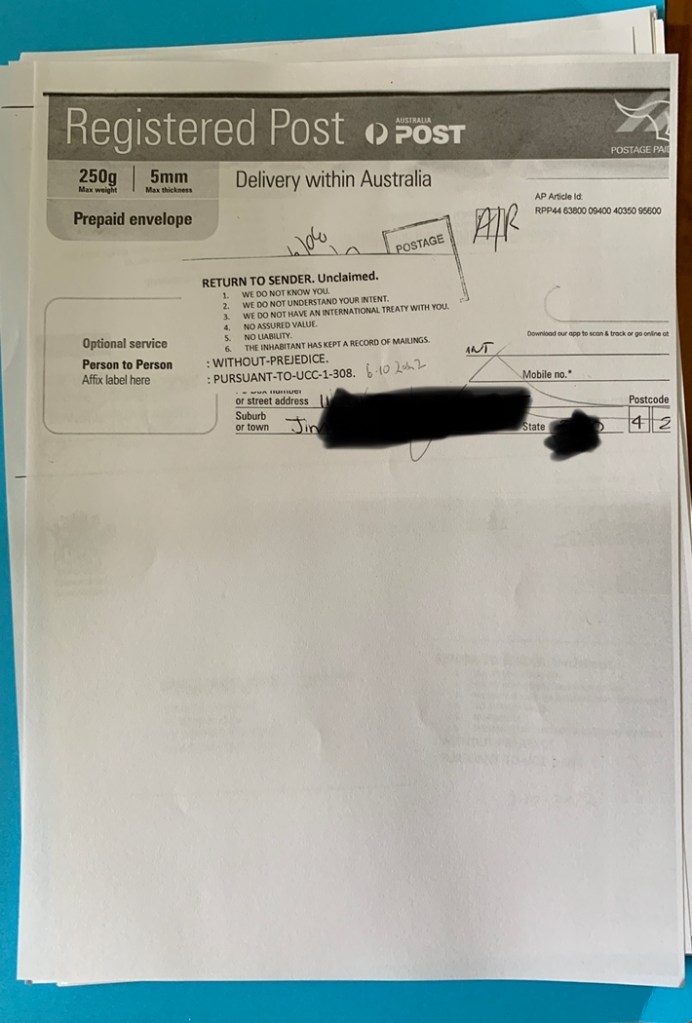 Registered Post
AUSTRALIA
POST
POSTAGE PAI
250g
Max weight
5mm
Max thickness
Delivery within Australia
Prepaid envelope
AP Article Id:
RPP44 63800 09400 40350 95600
A/R
POSTAGE
RETURN TO SENDER. Unclaimed.
1. WE DO NOT KNOW YOU.
2. WE DO NOT UNDERSTAND YOUR INTENT.
3. WE DO NOT HAVE AN INTERNATIONAL TREATY WITH YOU.
4. NO ASSURED VALUE.
5. NO LIABILITY.
6. THE INHABITANT HAS KEPT A RECORD OF MAILINGS.
: WITHOUT-PREJUDICE.
: PURSUANT-TO-UCC-1-308.
Optional service
Person to Person
Affix label here
Download our app to scan & track or go online at
Mobile no.*
or street address
Postcode
Suburb
or town
State
4 2